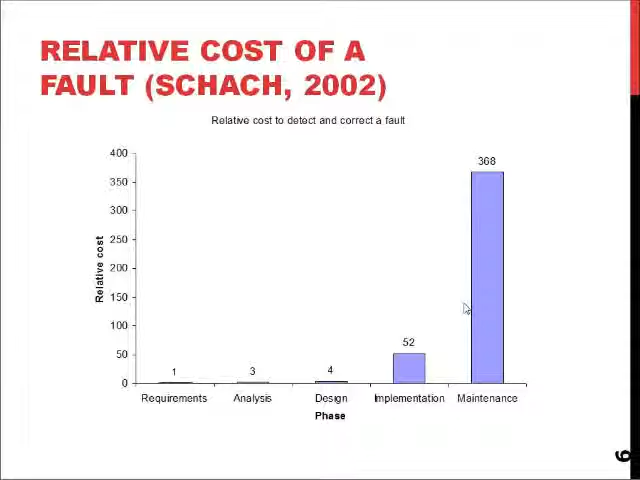 RELATIVE COST OF A
FAULT (SCHACH, 2002)
Relative cost to detect and correct a fault
400
350
300
250
200
150
100
50
0
Relative cost
1
3
4
52
368
Requirements
Analysis
Design
Implementation
Maintenance
Phase
6